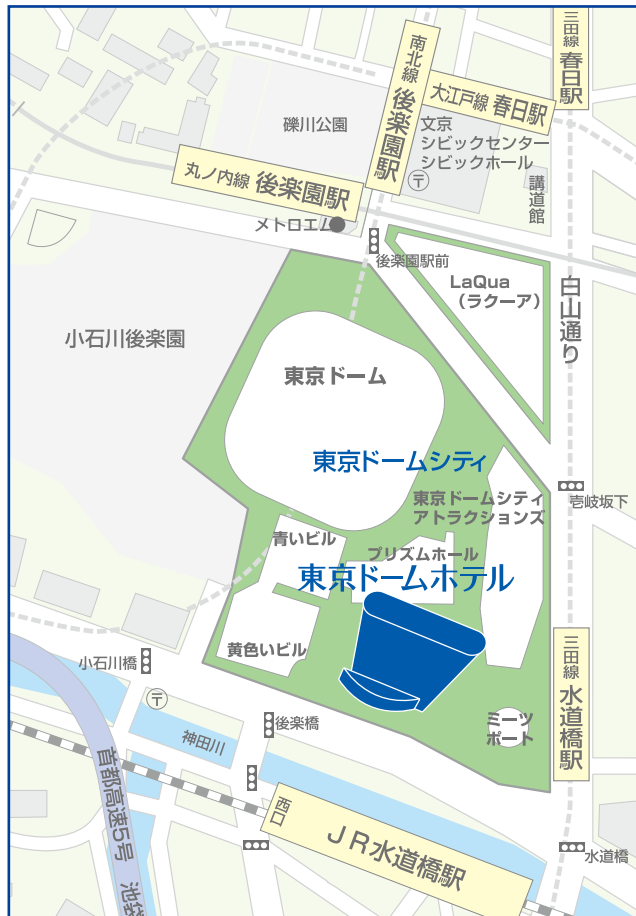 三田線 春日駅
南北線 後楽園駅
大江戸線 春日駅
礫川公園
文京
シビックセンター
シビックホール
講道館
丸ノ内線 後楽園駅
メトロエム
後楽園駅前
LaQua
（ラクーア）
白山通り
小石川後楽園
東京ドーム
東京ドームシティ
東京ドームシティ
アトラクションズ
壱岐坂下
青いビル
プリズムホール
東京ドームホテル
黄色いビル
小石川橋
三田線 水道橋駅
ミーツ
ポート
後楽橋
神田川
首都高速5号 池袋
西口
JR水道橋駅
水道橋